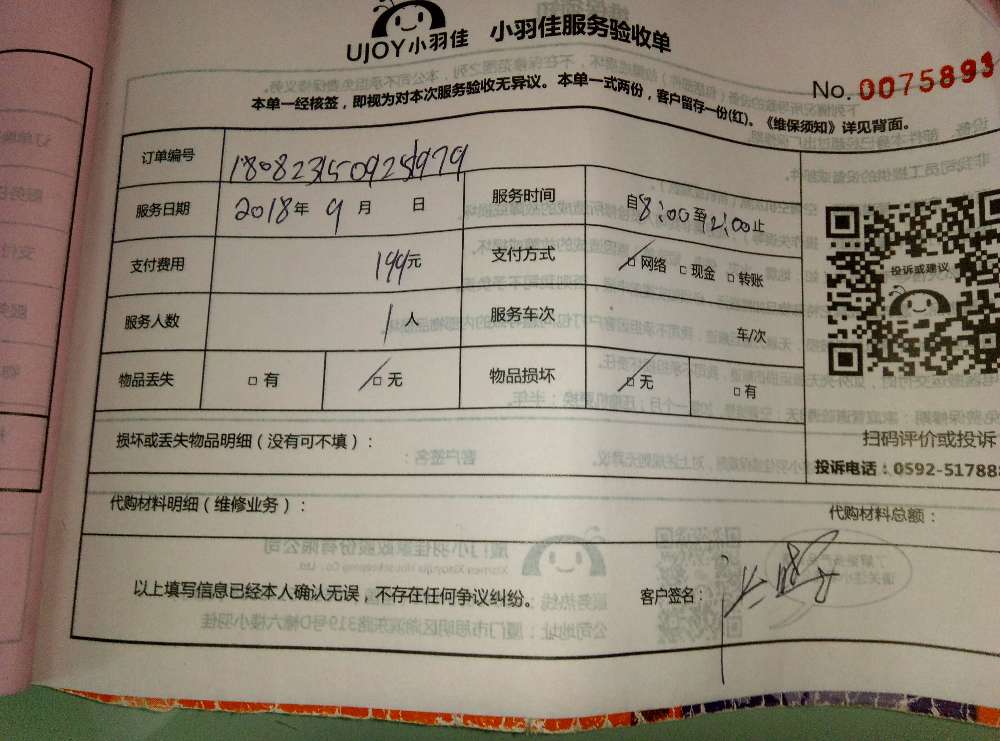 UJOY小羽佳 小羽佳服务验收单
No. 0075893
本单一经核签，即视为对本次服务验收无异议。本单一式两份，客户留存一份(红)。《维保须知》详见背面。
订单编号
服务日期 2018年 9月 日 服务时间 自8:00至12:00止
支付费用 199元 支付方式 □网络 □现金 □转账
投诉或建议
服务人数 1人 服务车次 车/次
物品丢失 □有 □无 物品损坏 □无 □有
损坏或丢失物品明细（没有可不填）：
扫码评价或投诉
投诉电话：0592-517888
代购材料明细（维修业务）： 代购材料总额：
以上填写信息已经本人确认无误，不存在任何争议纠纷。 客户签名：